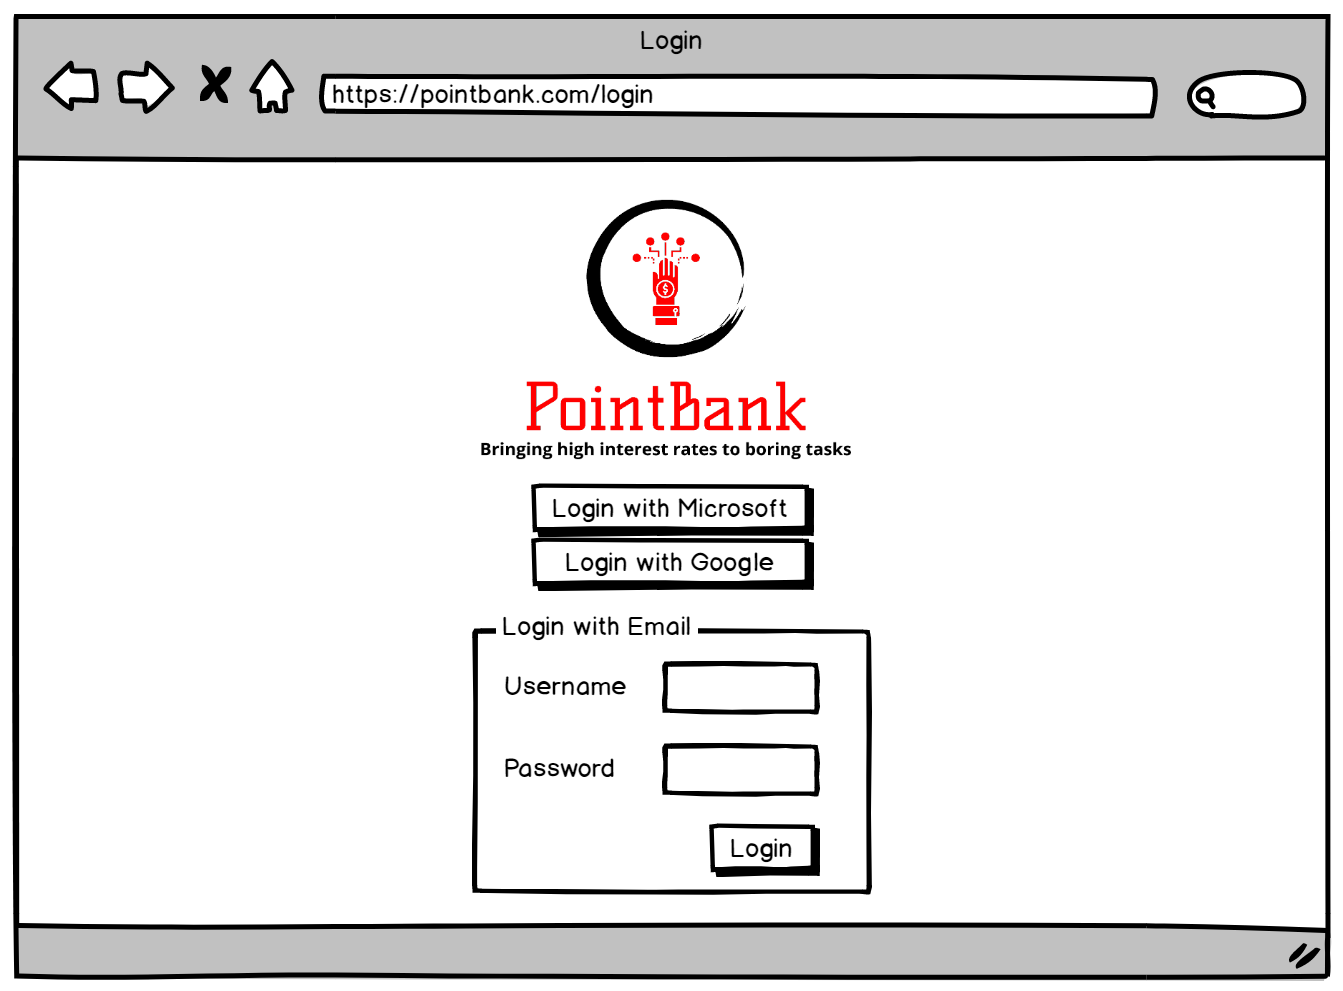 Login
https://pointbank.com/login
$
PointBank
Bringing high interest rates to boring tasks
Login with Microsoft
Login with Google
Login with Email
Username
Password
Login